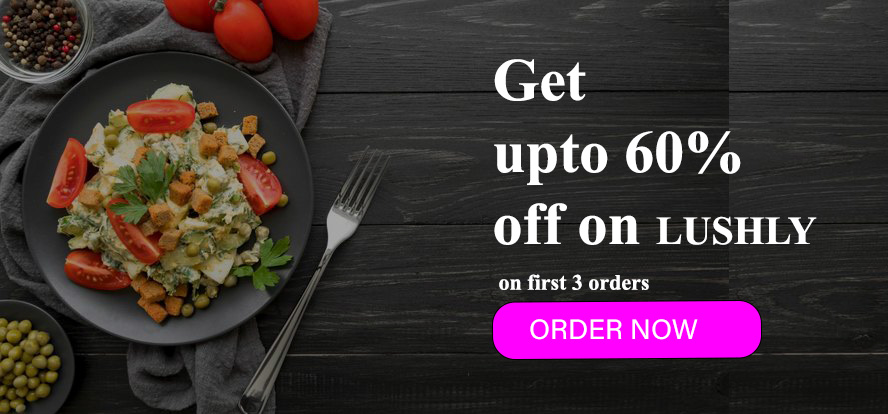 Get
upto 60%
off on LUSHLY
on first 3 orders
ORDER NOW